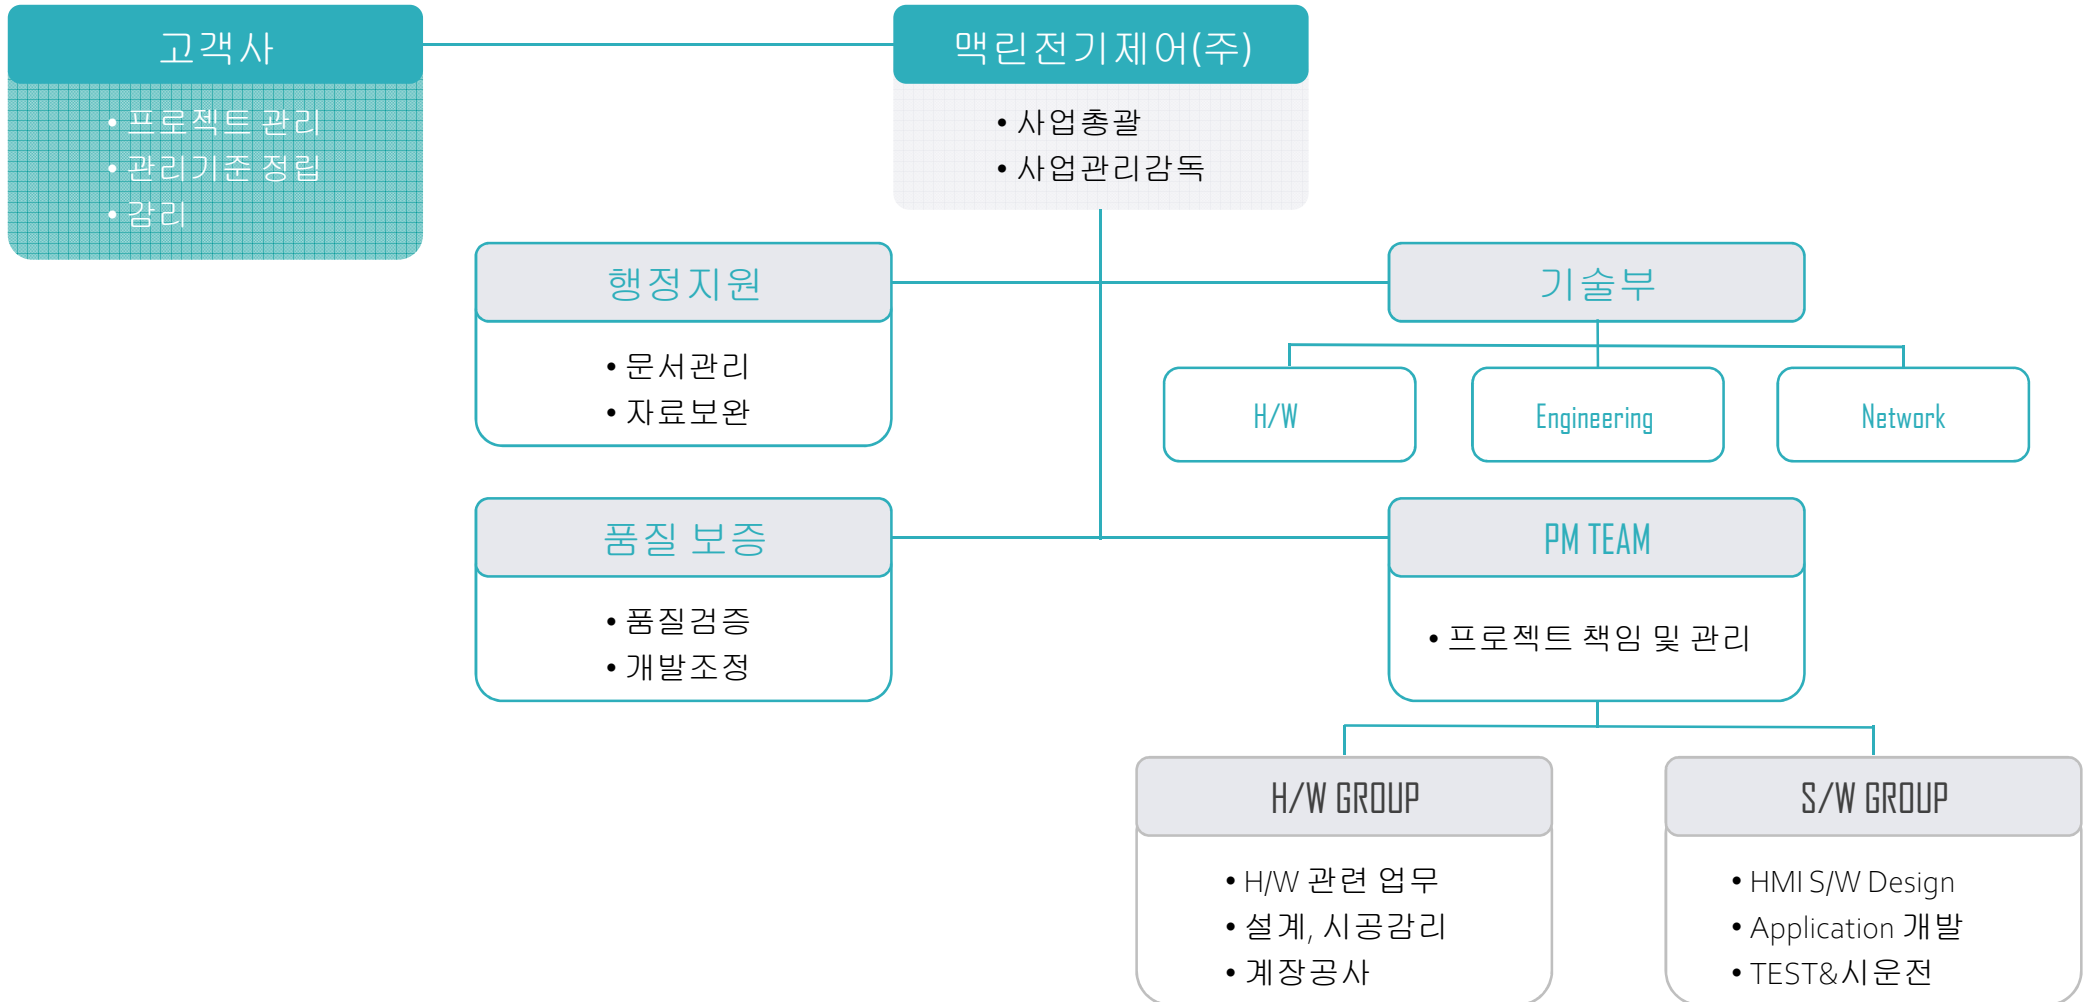 고객사
• 프로젝트 관리
• 관리기준 정립
• 감리
맥린전기제어(주)
• 사업총괄
• 사업관리감독
행정지원
• 문서관리
• 자료보완
기술부
H/W
Engineering
Network
품질 보증
• 품질검증
• 개발조정
PM TEAM
• 프로젝트 책임 및 관리
H/W GROUP
• H/W 관련 업무
• 설계, 시공감리
• 계장공사
S/W GROUP
• HMI S/W Design
• Application 개발
• TEST&시운전